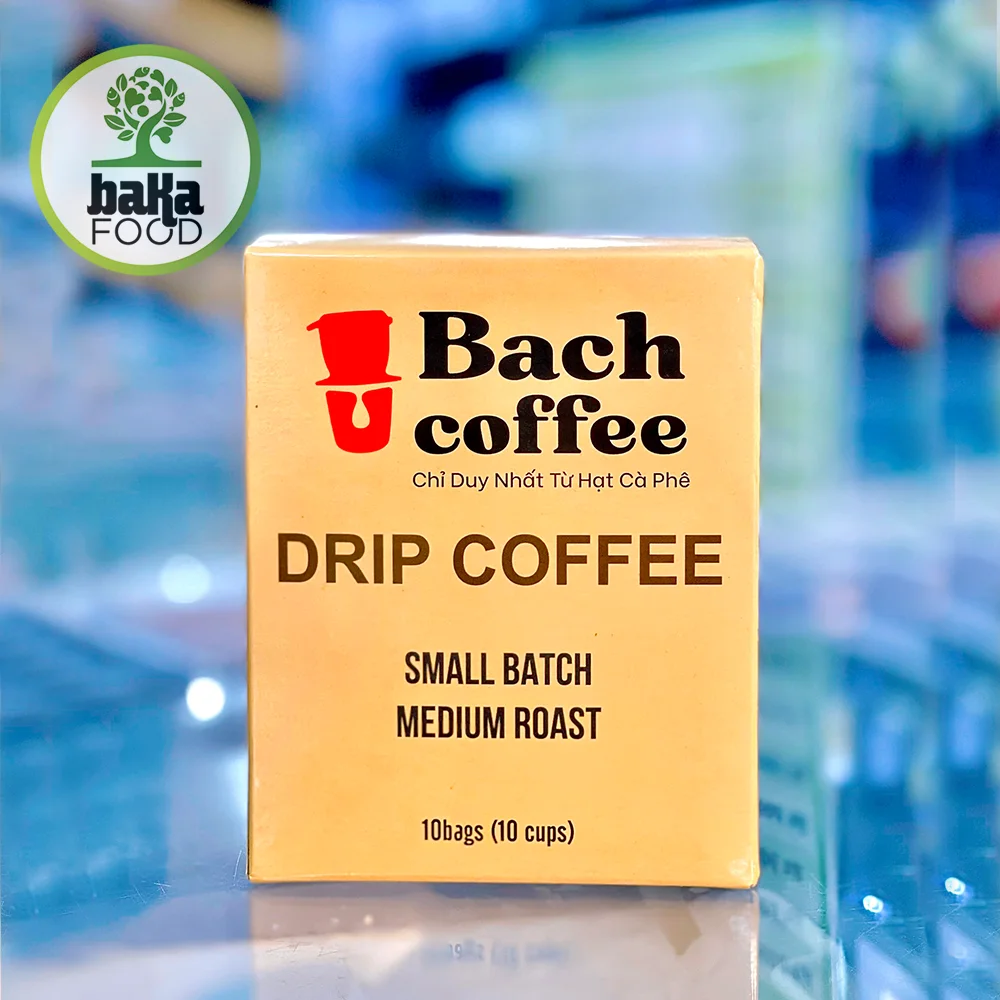 baKa
FOOD
Bach
coffee
Chỉ Duy Nhất Từ Hạt Cà Phê
DRIP COFFEE
SMALL BATCH
MEDIUM ROAST
10bags (10 cups)